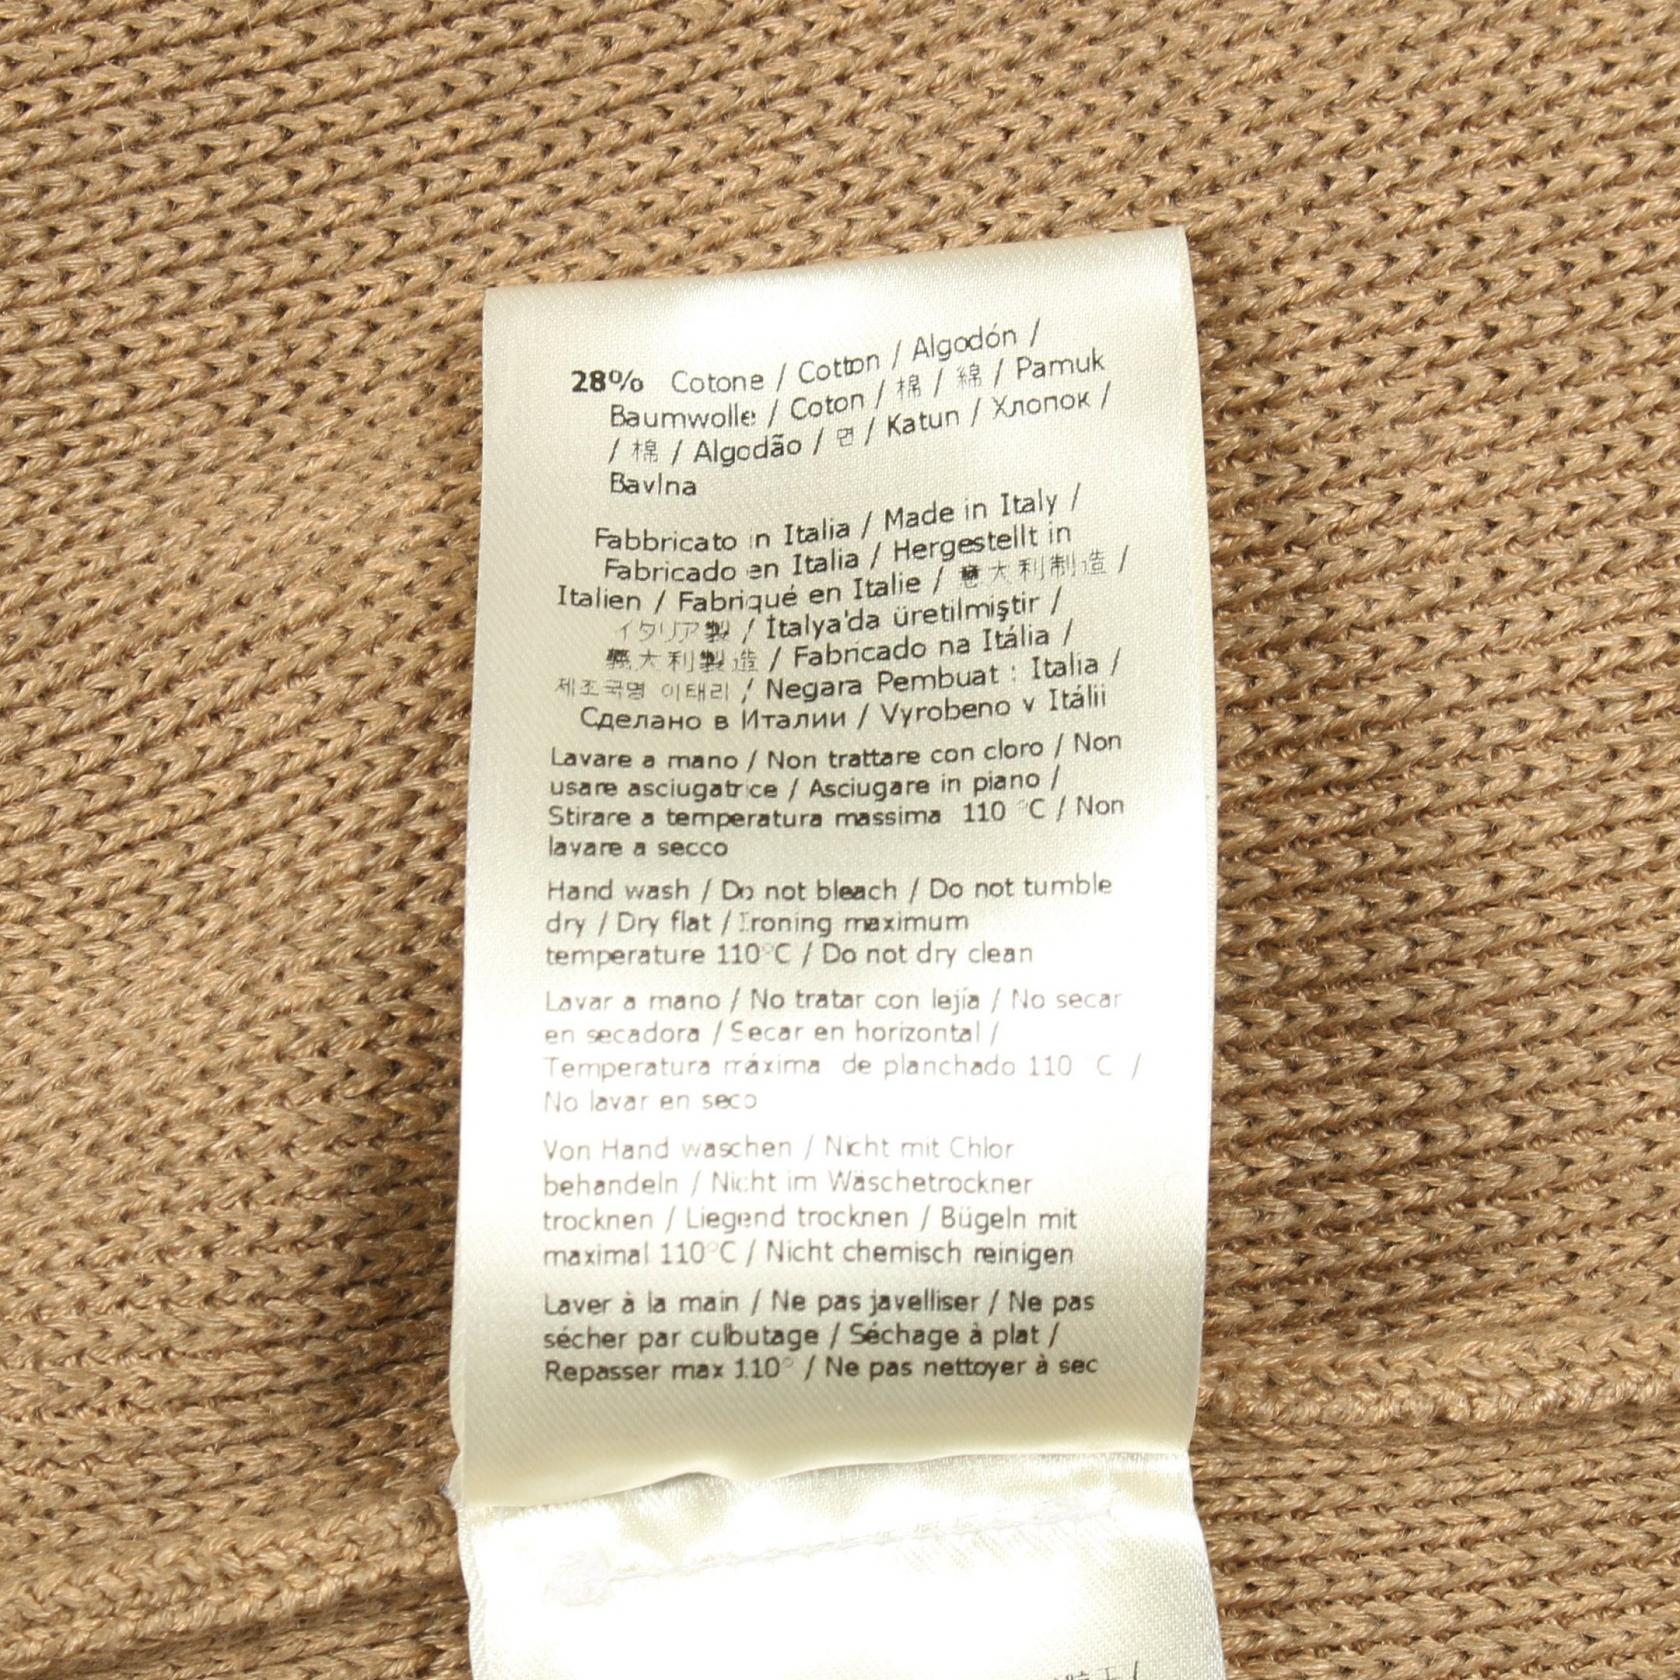 28% Cotone / Cotton / Algodón /
Baumwolle / Coton / 棉 / 綿 / Pamuk
/ 棉 / Algodão / 면 / Katun / Хлопок /
Bavlna
Fabbricato in Italia / Made in Italy /
Fabricado en Italia / Hergestellt in
Italien / Fabriqué en Italie / 意大利制造 /
イタリア製 / İtalya'da üretilmiştir /
義大利製造 / Fabricado na Itália /
제조국명 이태리 / Negara Pembuat : Italia /
Сделано в Италии / Vyrobeno v Itálii
Lavare a mano / Non trattare con cloro / Non
usare asciugatrice / Asciugare in piano /
Stirare a temperatura massima 110 °C / Non
lavare a secco
Hand wash / Do not bleach / Do not tumble
dry / Dry flat / Ironing maximum
temperature 110°C / Do not dry clean
Lavar a mano / No tratar con lejía / No secar
en secadora / Secar en horizontal /
Temperatura máxima de planchado 110 °C /
No lavar en seco
Von Hand waschen / Nicht mit Chlor
behandeln / Nicht im Wäschetrockner
trocknen / Liegend trocknen / Bügeln mit
maximal 110°C / Nicht chemisch reinigen
Laver à la main / Ne pas javelliser / Ne pas
sécher par culbutage / Séchage à plat /
Repasser max 110° / Ne pas nettoyer à sec